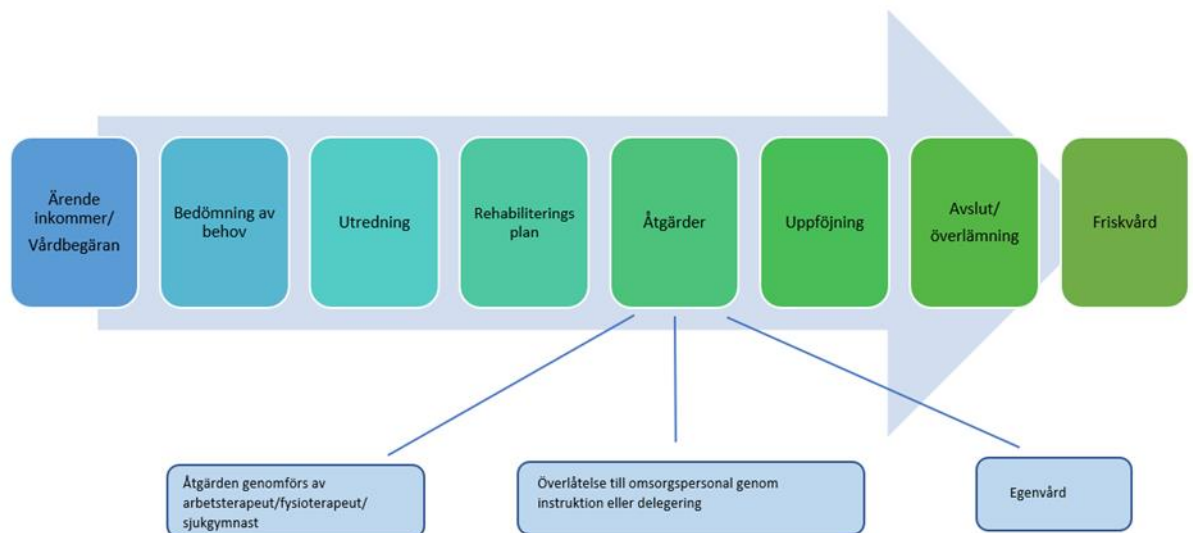 Ärende
inkommer/
Vårdbegäran
Bedömning av
behov
Utredning
Rehabiliterings
plan
Åtgärder
Uppföjning
Avslut/
överlämning
Friskvård
Åtgärden genomförs av
arbetsterapeut/fysioterapeut/
sjukgymnast
Överlåtelse till omsorgspersonal genom
instruktion eller delegering
Egenvård